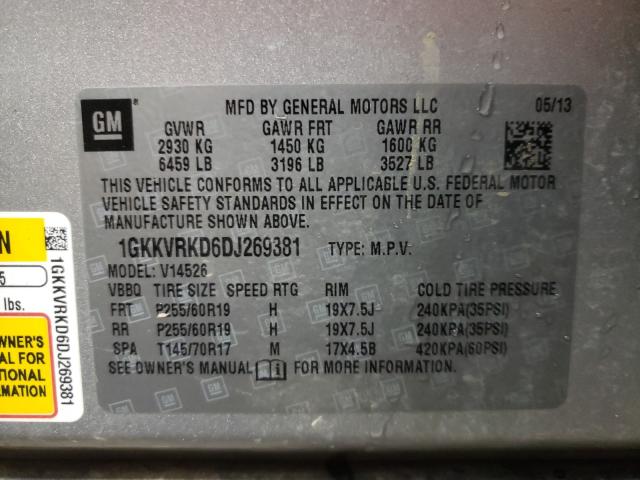 GM
MFD BY GENERAL MOTORS LLC 05/13
GVWR GAWR FRT GAWR RR
2930 KG 1450 KG 1600 KG
6459 LB 3196 LB 3527 LB
THIS VEHICLE CONFORMS TO ALL APPLICABLE U.S. FEDERAL MOTOR
VEHICLE SAFETY STANDARDS IN EFFECT ON THE DATE OF
MANUFACTURE SHOWN ABOVE.
1GKKVRKD6DJ269381 TYPE: M.P.V.
MODEL: V14526
VBBQ TIRE SIZE SPEED RTG RIM COLD TIRE PRESSURE
FRT P255/60R19 H 19X7.5J 240KPA(35PSI)
RR P255/60R19 H 19X7.5J 240KPA(35PSI)
SPA T145/70R17 M 17X4.5B 420KPA(60PSI)
SEE OWNER'S MANUAL i FOR MORE INFORMATION.
N
5
lbs.
OWNER'S
AL FOR
TIONAL
MATION
1GKKVRKD6DJ269381